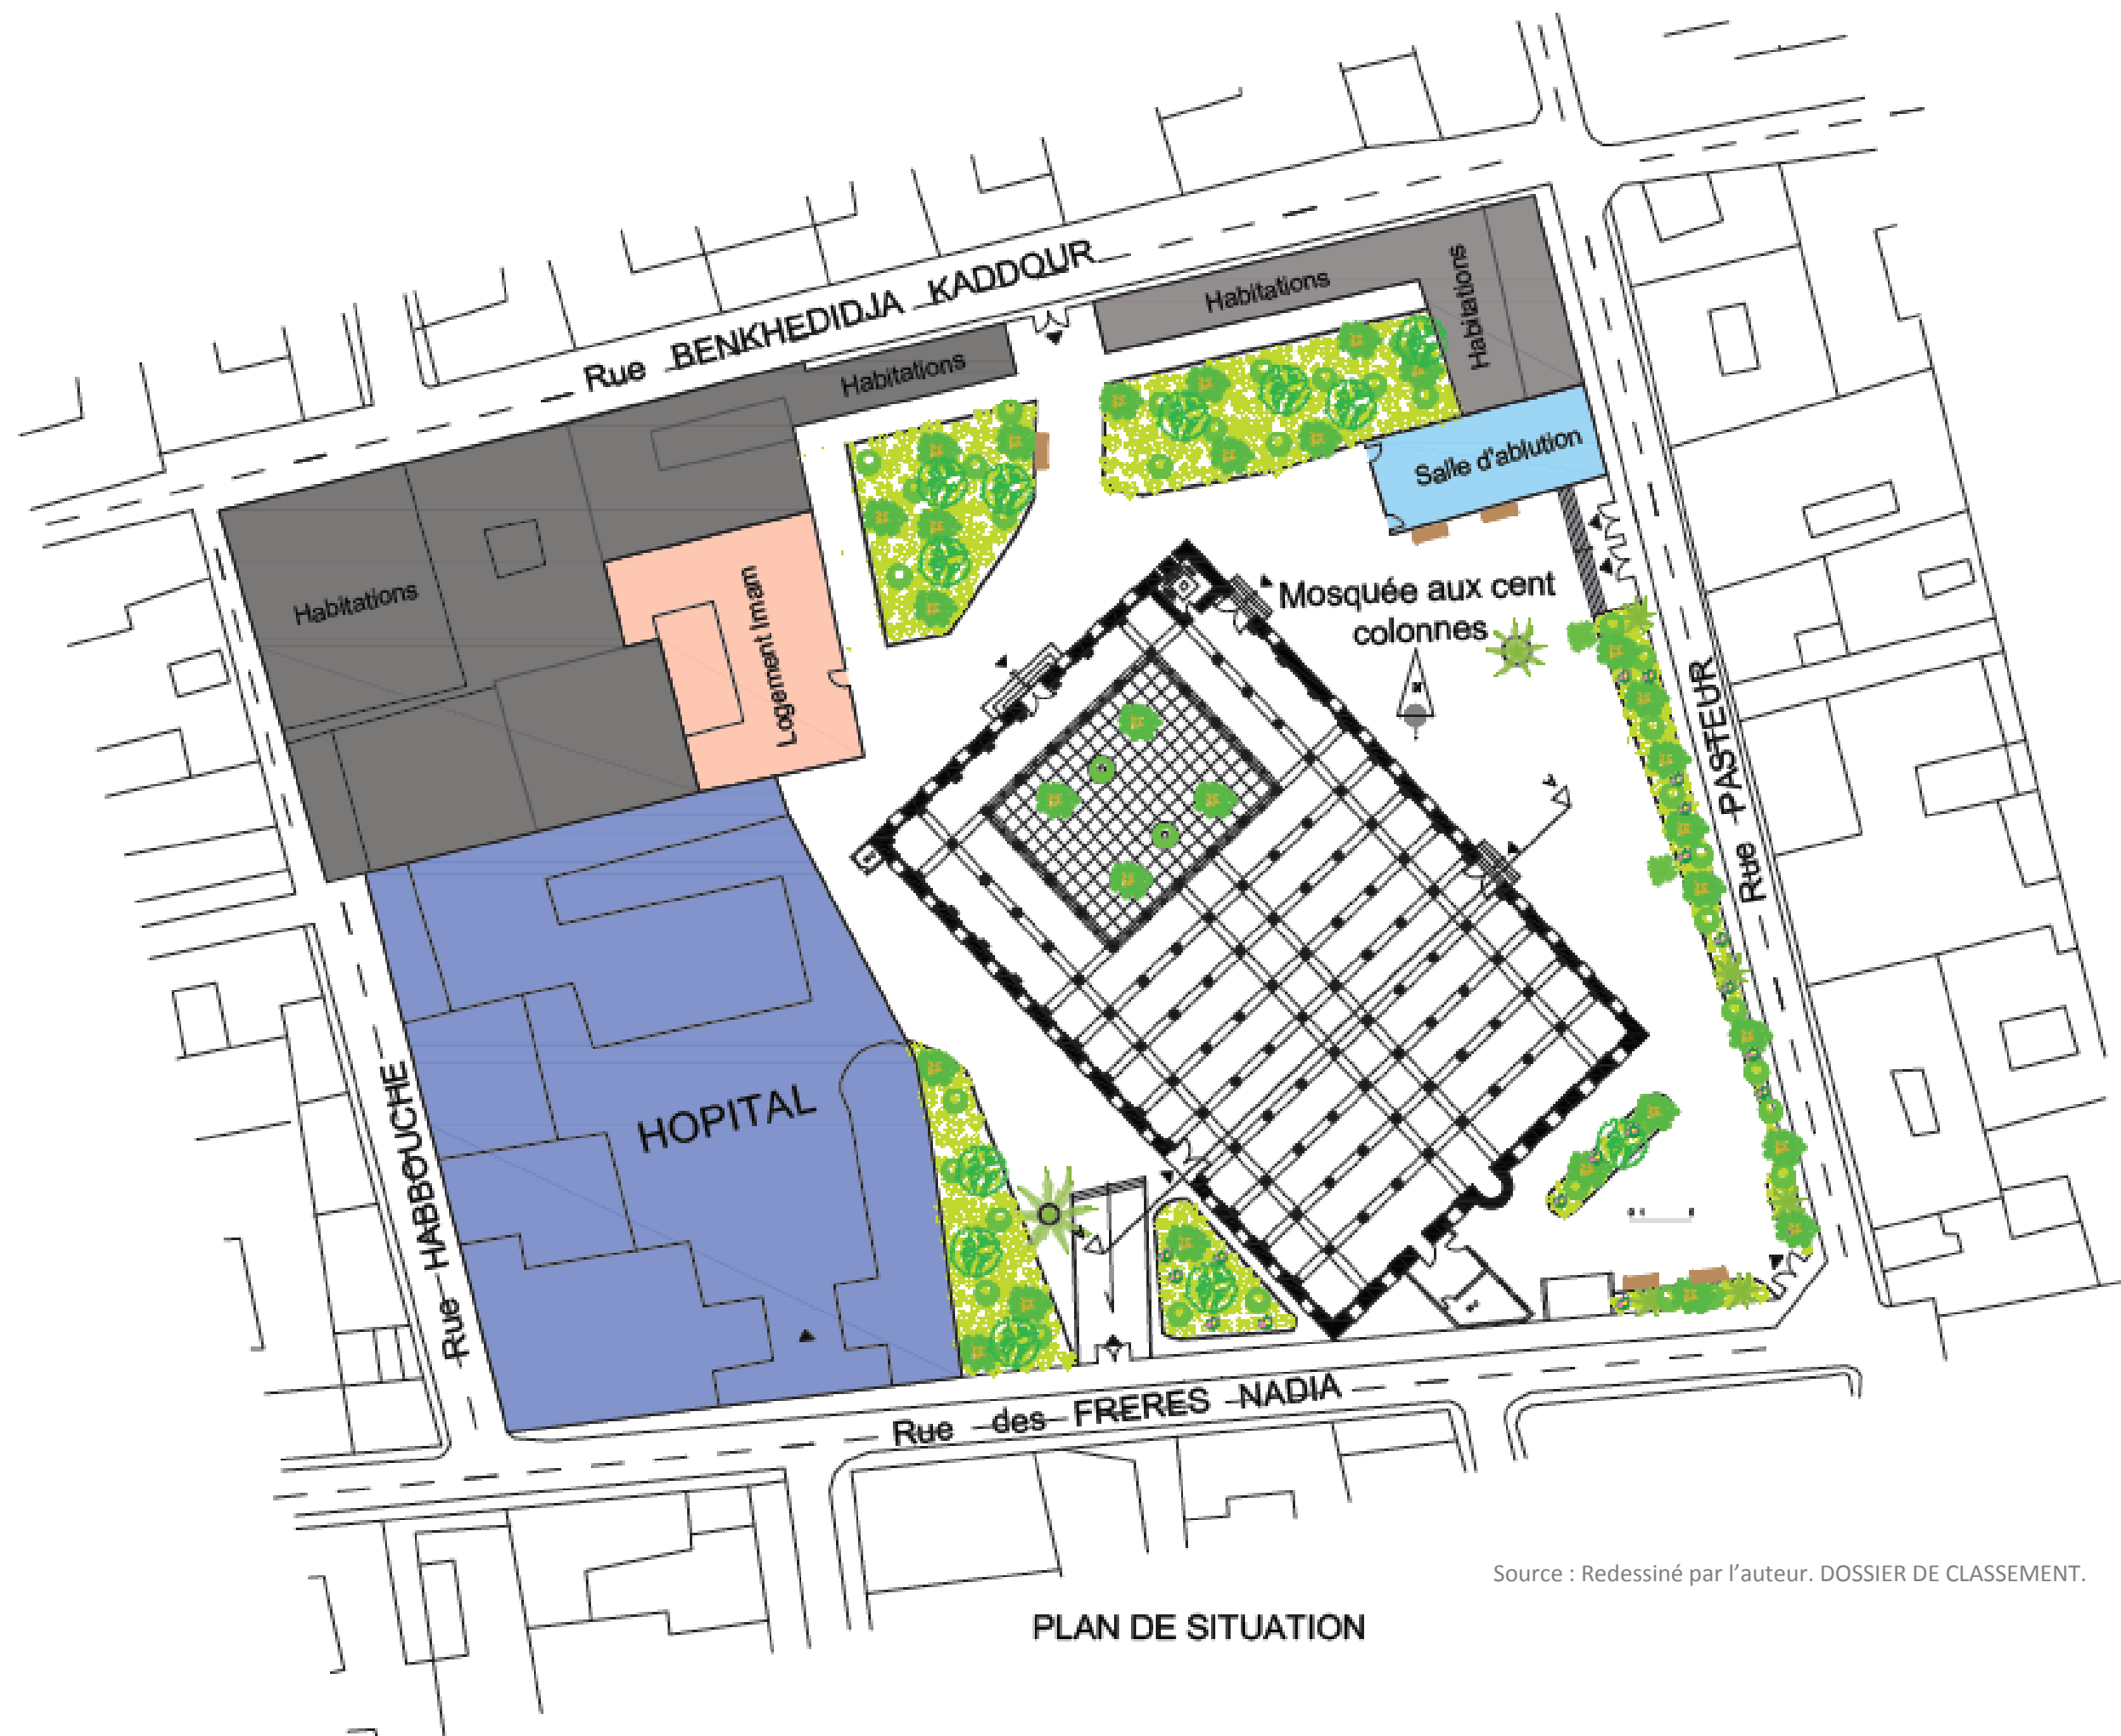 Rue BENKHEDIDJA KADDOUR
Habitations
Habitations
Habitations
Salle d'ablution
Habitations
Logement Imam
Mosquée aux cent
colonnes
N
Rue PASTEUR
HOPITAL
Rue HABBOUCHE
Rue des FRERES NADIA
Source : Redessiné par l'auteur. DOSSIER DE CLASSEMENT.
PLAN DE SITUATION